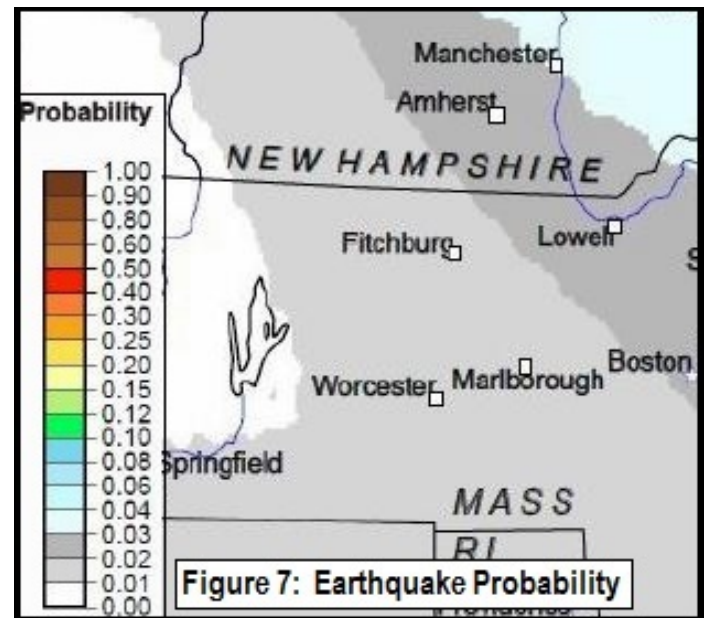 Manchester
Amherst
NEW HAMPSHIRE
Fitchburg
Lowell
S
Boston
Worcester
Marlborough
Springfield
MASS
RI
Probability
1.00
0.90
0.80
0.60
0.50
0.40
0.30
0.25
0.20
0.15
0.12
0.10
0.08
0.06
0.04
0.03
0.02
0.01
0.00
Figure 7: Earthquake Probability